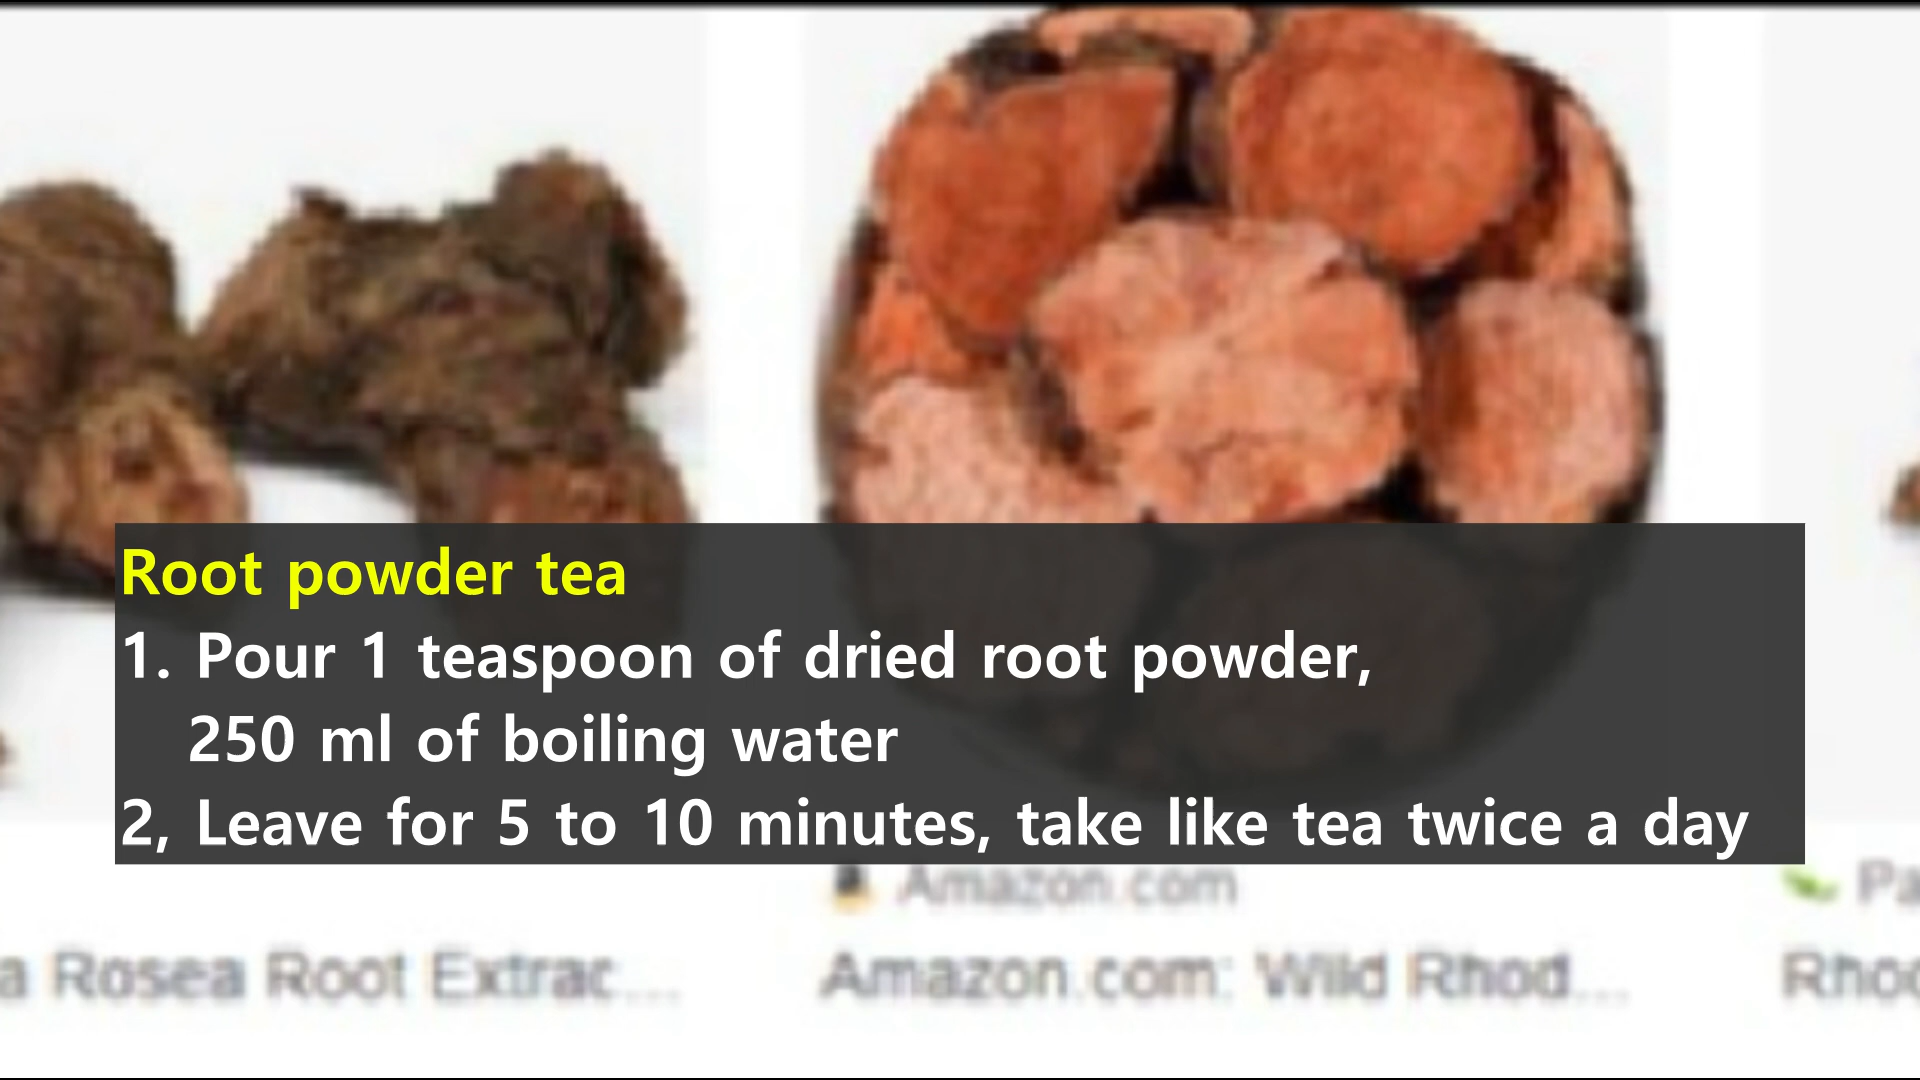 Root powder tea
1. Pour 1 teaspoon of dried root powder,
250 ml of boiling water
2, Leave for 5 to 10 minutes, take like tea twice a day
Amazon.com Pa
a Rosea Root Extrac... Amazon.com: Wild Rhod... Rhod